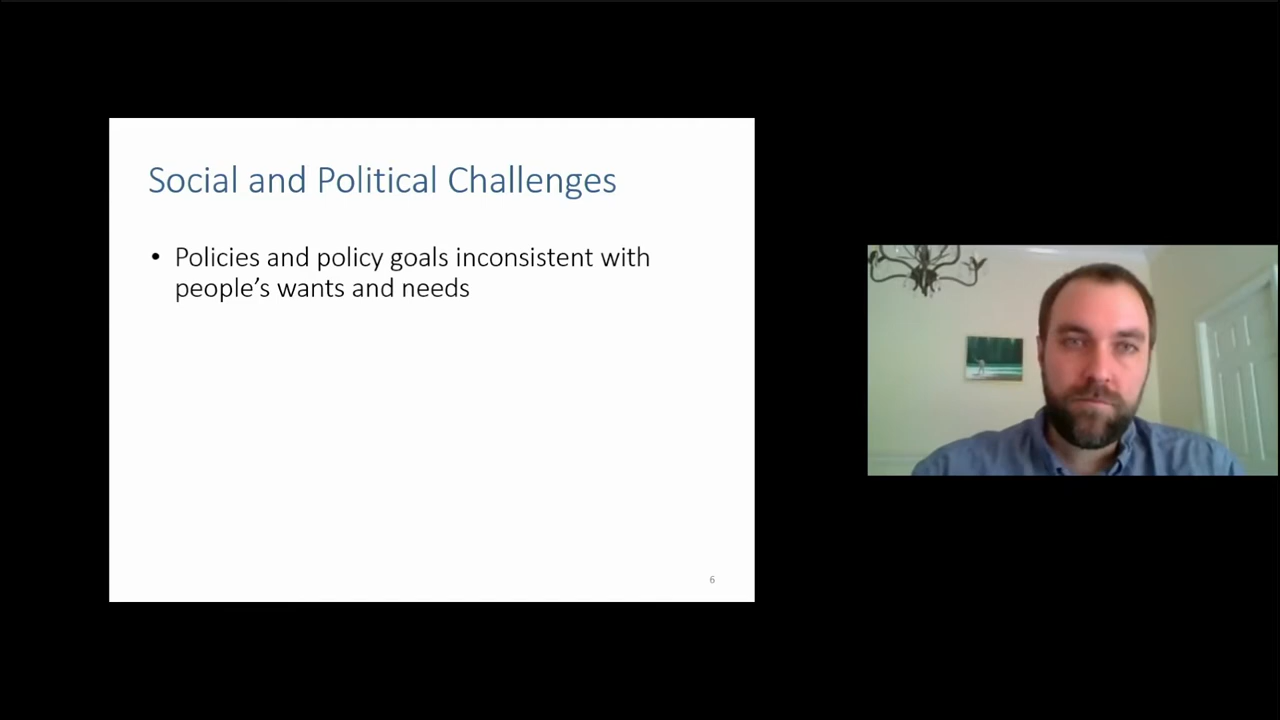 Social and Political Challenges
• Policies and policy goals inconsistent with
people’s wants and needs
6